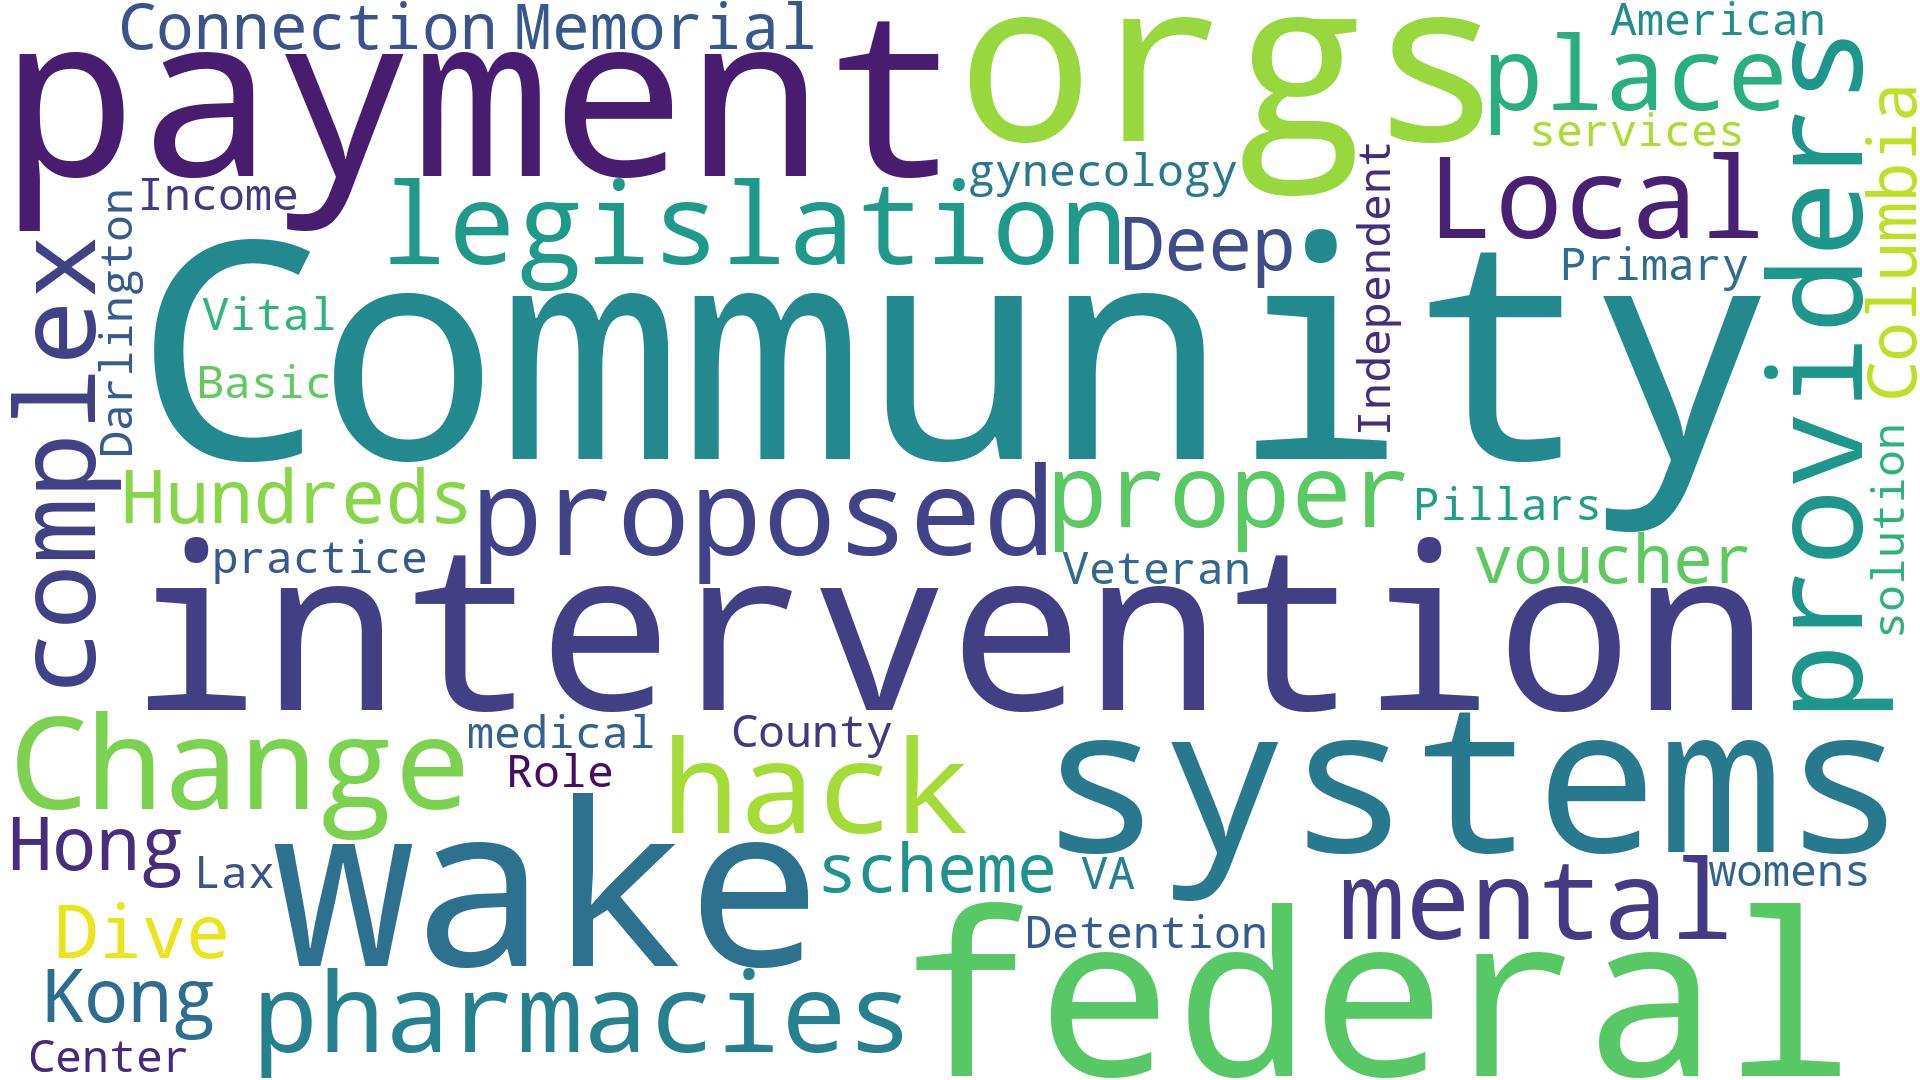 Connection
Memorial
American
payment
orgs
places
providers
services
Columbia
Income
legislation
gynecology
Deep
Independent
Local
Primary
complex
Darlington
Vital
Community
Basic
Hundreds
proposed
proper
Pillars
solution
practice
Veteran
voucher
intervention
Change
medical
County
Role
hack
systems
Hong
Lax
wake
scheme
VA
mental
womens
Dive
Detention
federal
Kong
pharmacies
Center